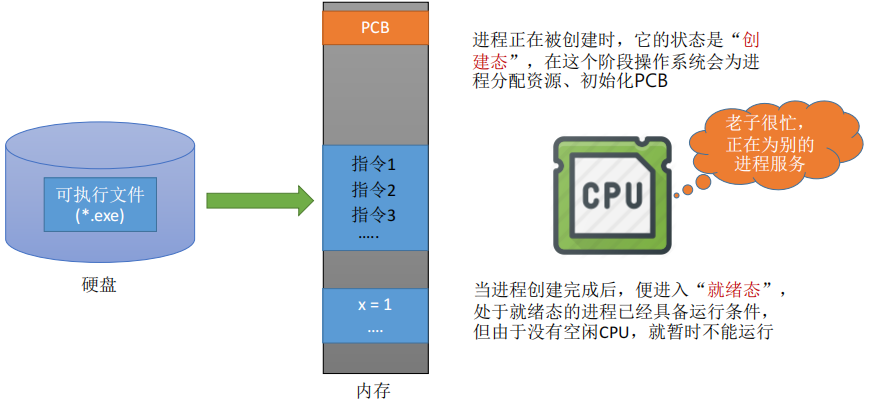 PCB
指令1
指令2
指令3
.....
x = 1
....
内存
可执行文件
(*.exe)
硬盘
进程正在被创建时，它的状态是“创
建态”，在这个阶段操作系统会为进
程分配资源、初始化PCB
老子很忙，
正在为别的
进程服务
CPU
当进程创建完成后，便进入“就绪态”，
处于就绪态的进程已经具备运行条件，
但由于没有空闲CPU，就暂时不能运行